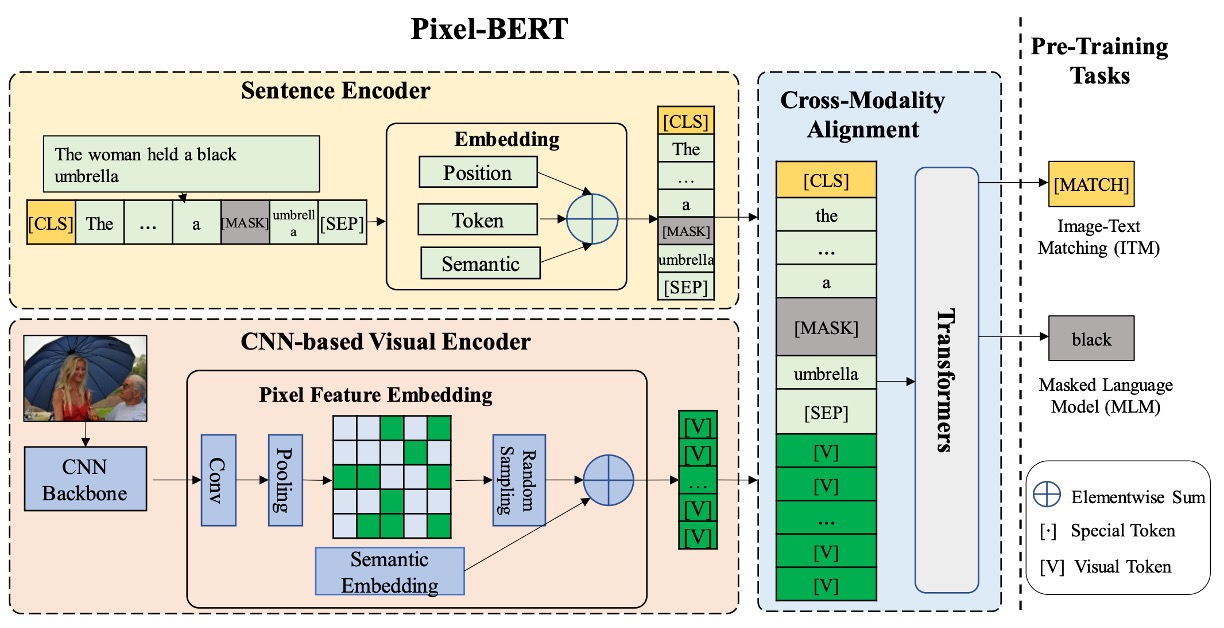 Pixel-BERT
Sentence Encoder
The woman held a black
umbrella
[CLS]
The
...
a
[MASK]
umbrell
a
[SEP]
Embedding
Position
Token
Semantic
[CLS]
The
...
a
[MASK]
umbrella
[SEP]
CNN-based Visual Encoder
CNN
Backbone
Pixel Feature Embedding
Conv
Pooling
Random
Sampling
Semantic
Embedding
[V]
[V]
...
[V]
[V]
Cross-Modality
Alignment
[CLS]
the
...
a
[MASK]
umbrella
[SEP]
[V]
[V]
...
[V]
[V]
Transformers
Pre-Training
Tasks
[MATCH]
Image-Text
Matching (ITM)
black
Masked Language
Model (MLM)
Elementwise Sum
[·] Special Token
[V] Visual Token